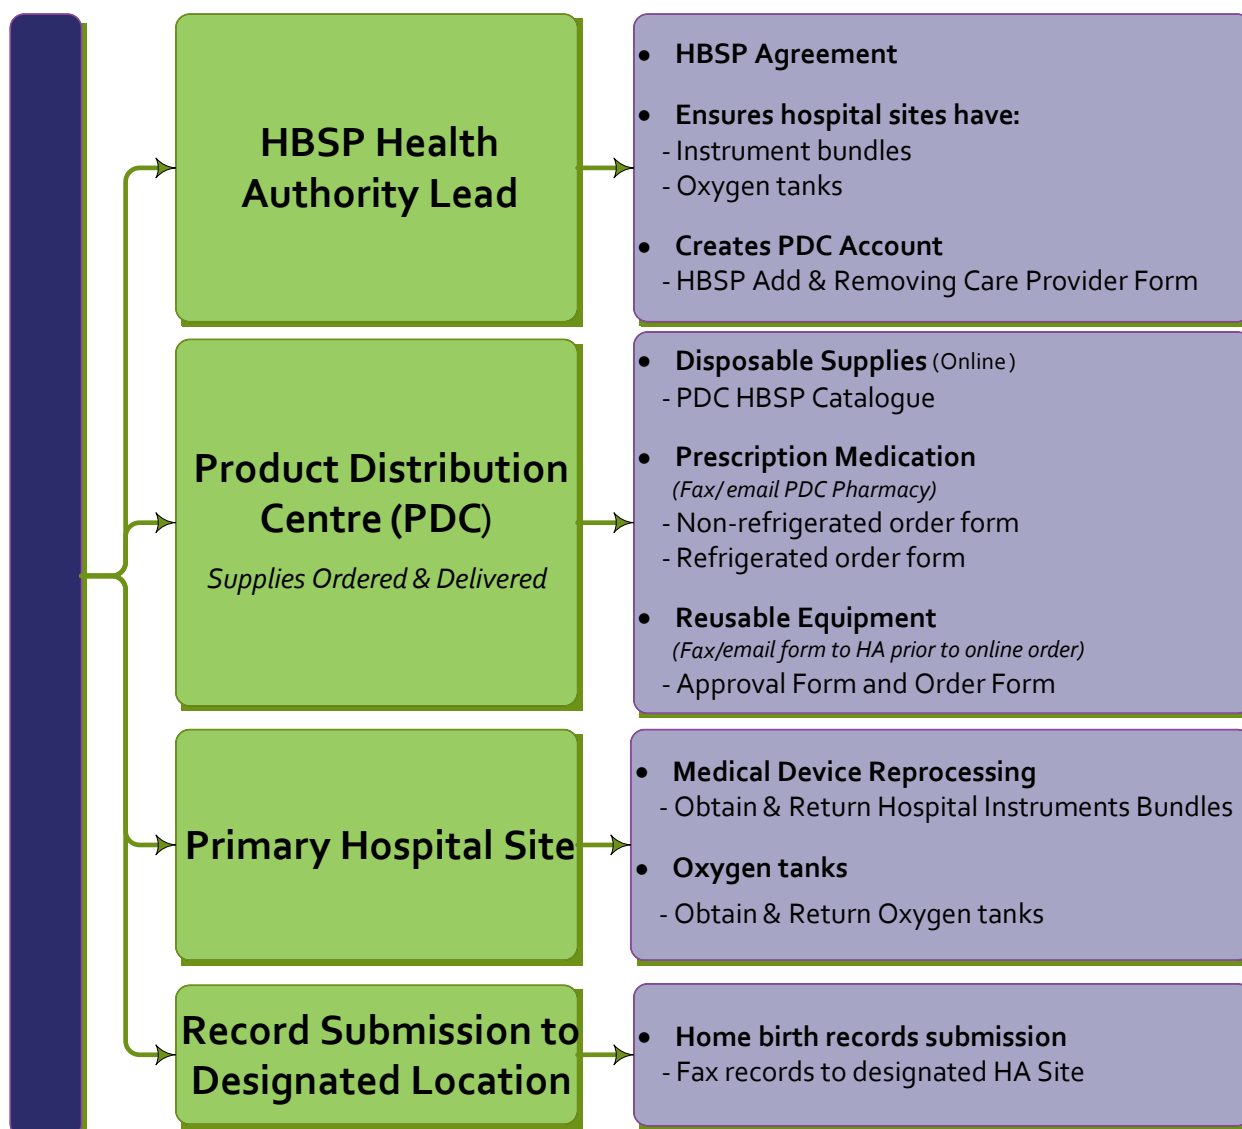 HBSP Health
Authority Lead
• HBSP Agreement
• Ensures hospital sites have:
- Instrument bundles
- Oxygen tanks
• Creates PDC Account
- HBSP Add & Removing Care Provider Form
Product Distribution
Centre (PDC)
Supplies Ordered & Delivered
• Disposable Supplies (Online)
- PDC HBSP Catalogue
• Prescription Medication
(Fax/email PDC Pharmacy)
- Non-refrigerated order form
- Refrigerated order form
• Reusable Equipment
(Fax/email form to HA prior to online order)
- Approval Form and Order Form
Primary Hospital Site
• Medical Device Reprocessing
- Obtain & Return Hospital Instruments Bundles
• Oxygen tanks
- Obtain & Return Oxygen tanks
Record Submission to
Designated Location
• Home birth records submission
- Fax records to designated HA Site